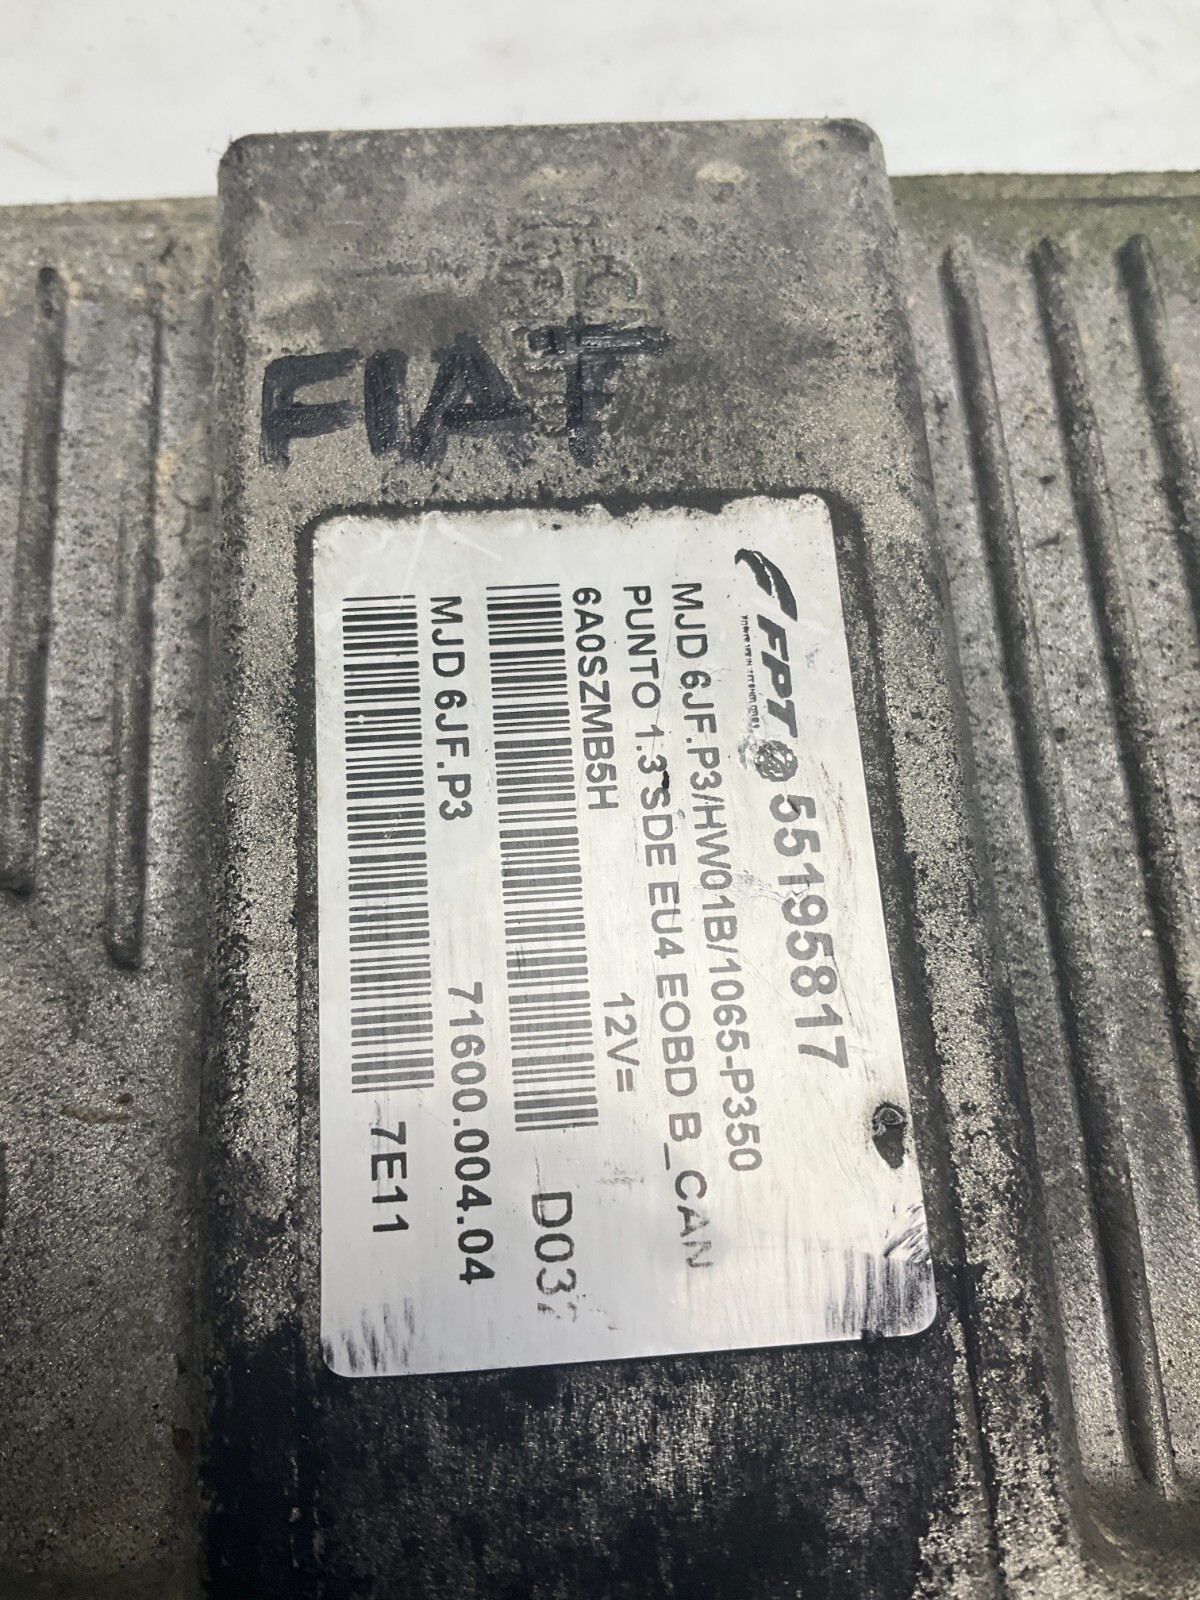 FIAT
FPT 55195817
MJD 6JF.P3/HW01B/1065-P350
PUNTO 1.3 SDE EU4 EOBD B_CAN
6A0SZMB5H 12V=
MJD 6JF.P3 71600.004.04
7E11